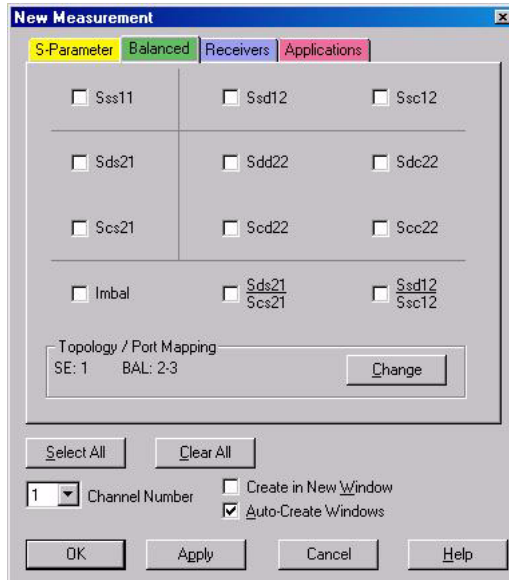 New Measurement
S-Parameter Balanced Receivers Applications
Sss11 Ssd12 Ssc12
Sds21 Sdd22 Sdc22
Scs21 Scd22 Scc22
Imbal Sds21 Ssd12
Scs21 Ssc12
Topology / Port Mapping
SE: 1 BAL: 2-3 Change
Select All Clear All
1 Channel Number
Create in New Window
Auto-Create Windows
OK Apply Cancel Help